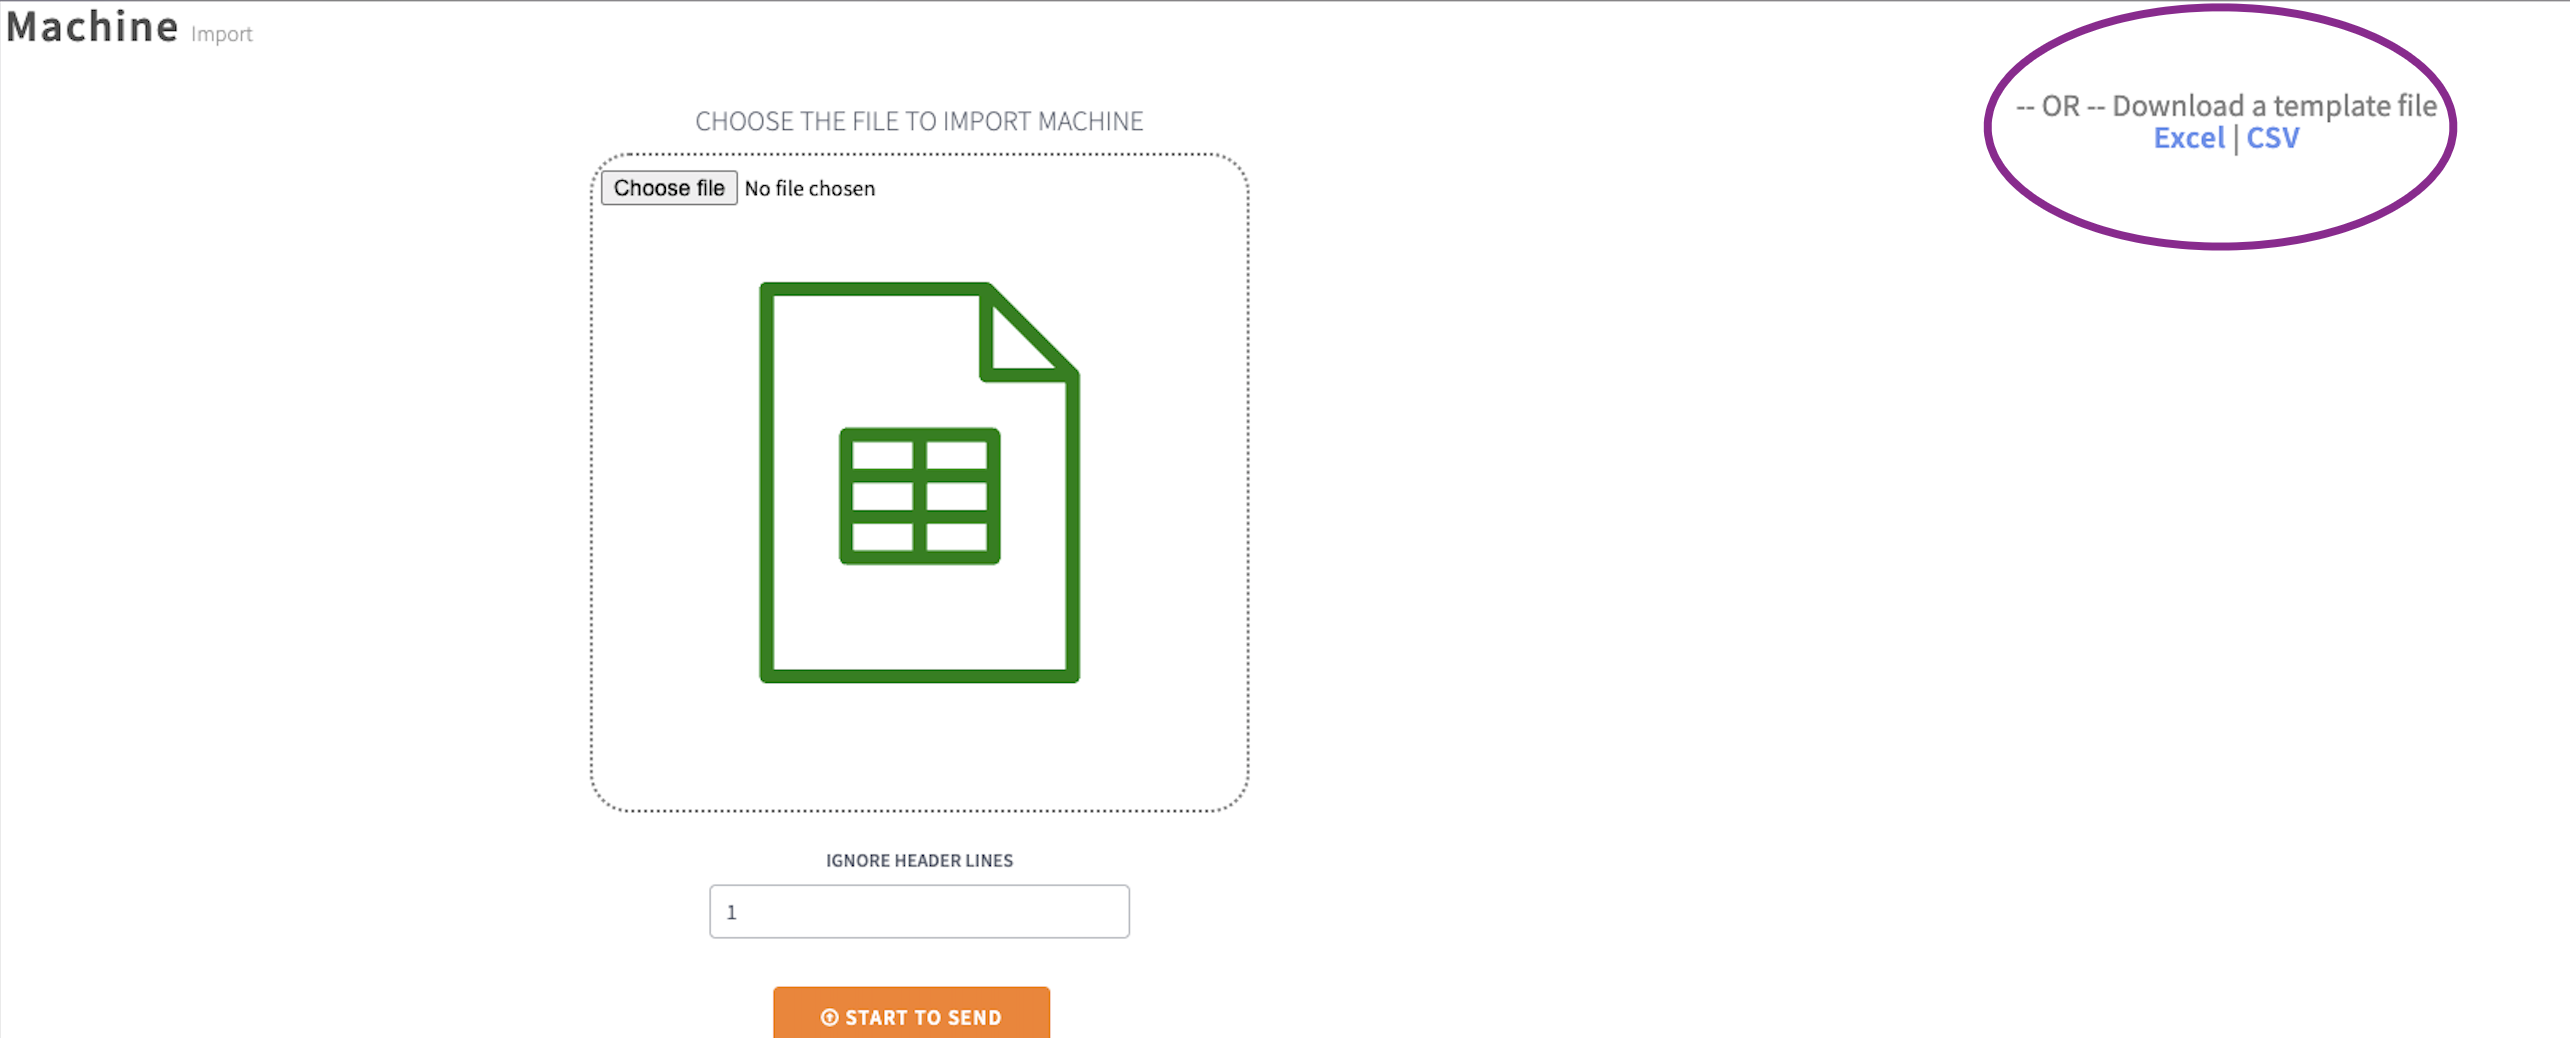 Machine Import
-- OR -- Download a template file
Excel | CSV
CHOOSE THE FILE TO IMPORT MACHINE
Choose file No file chosen
IGNORE HEADER LINES
1
START TO SEND